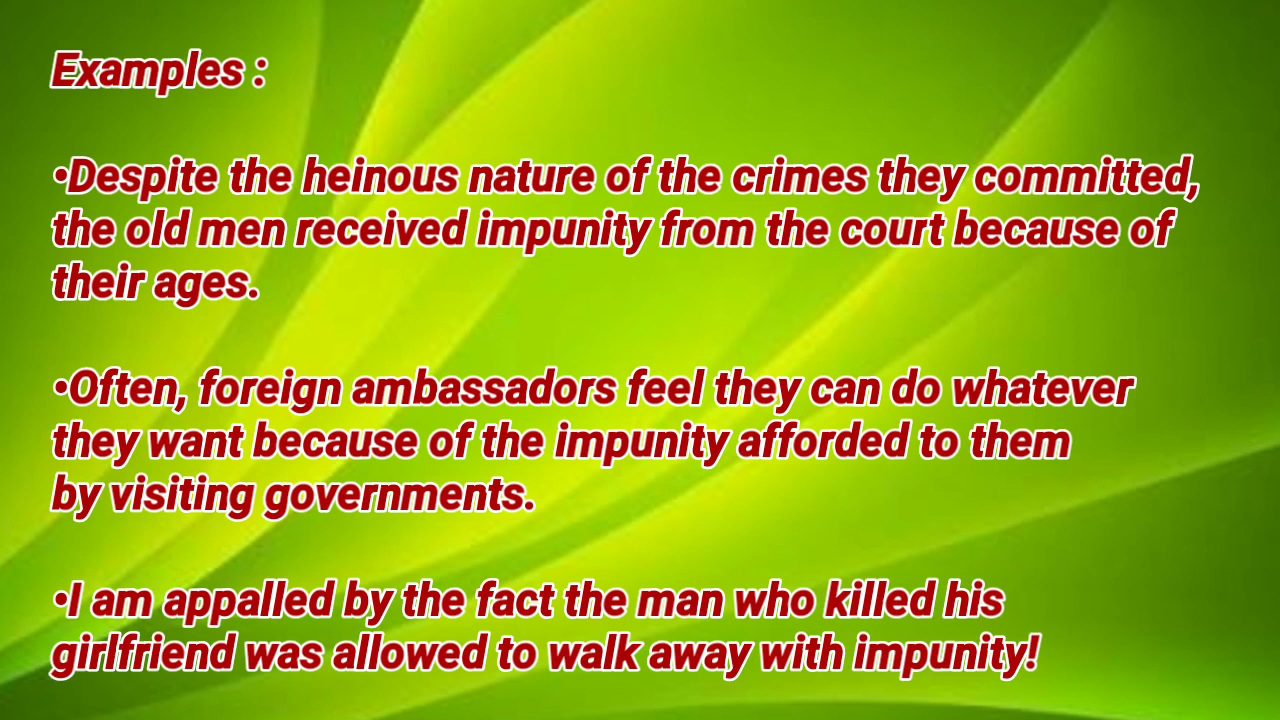 Examples :
•Despite the heinous nature of the crimes they committed,
the old men received impunity from the court because of
their ages.
•Often, foreign ambassadors feel they can do whatever
they want because of the impunity afforded to them
by visiting governments.
•I am appalled by the fact the man who killed his
girlfriend was allowed to walk away with impunity!